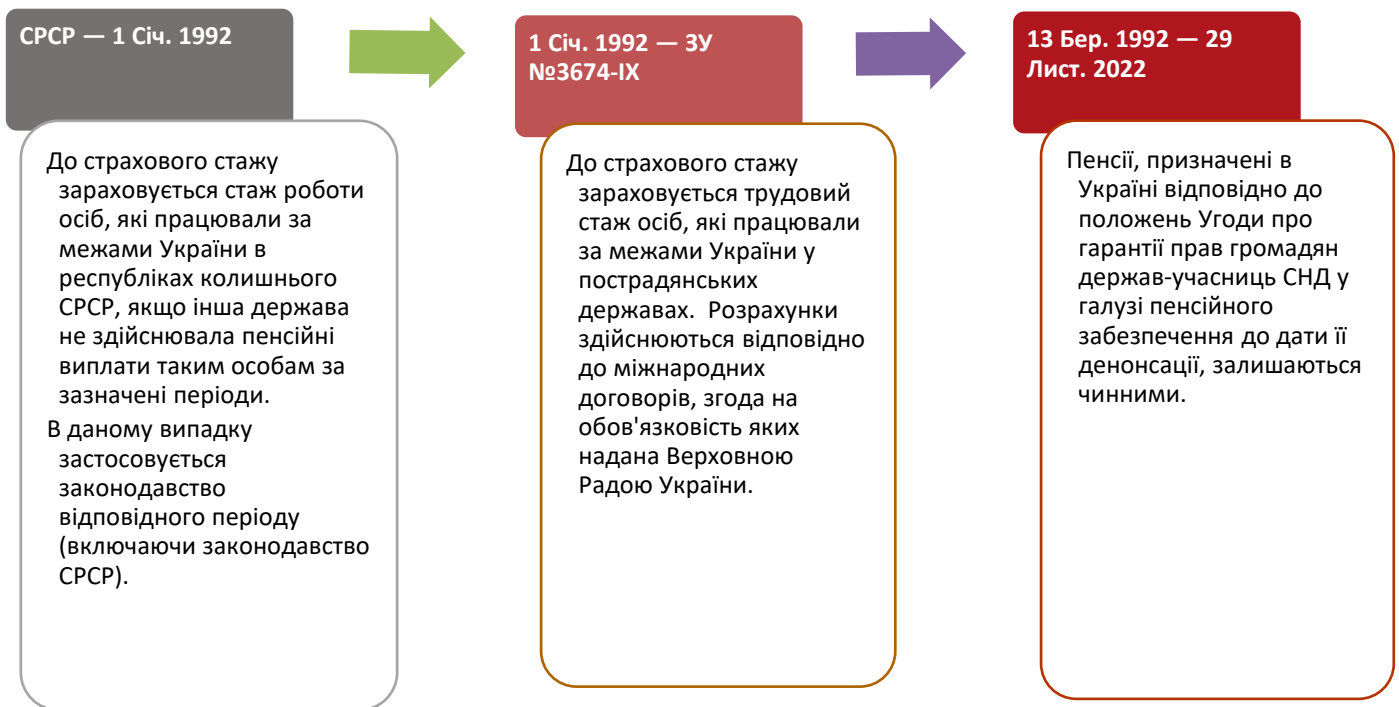 СРСР — 1 Січ. 1992
До страхового стажу
зараховується стаж роботи
осіб, які працювали за
межами України в
республіках колишнього
СРСР, якщо інша держава
не здійснювала пенсійні
виплати таким особам за
зазначені періоди.
В даному випадку
застосовується
законодавство
відповідного періоду
(включаючи законодавство
СРСР).
1 Січ. 1992 — ЗУ
№3674-IX
До страхового стажу
зараховується трудовий
стаж осіб, які працювали
за межами України у
пострадянських
державах. Розрахунки
здійснюються відповідно
до міжнародних
договорів, згода на
обов'язковість яких
надана Верховною
Радою України.
13 Бер. 1992 — 29
Лист. 2022
Пенсії, призначені в
Україні відповідно до
положень Угоди про
гарантії прав громадян
держав-учасниць СНД у
галузі пенсійного
забезпечення до дати її
денонсації, залишаються
чинними.